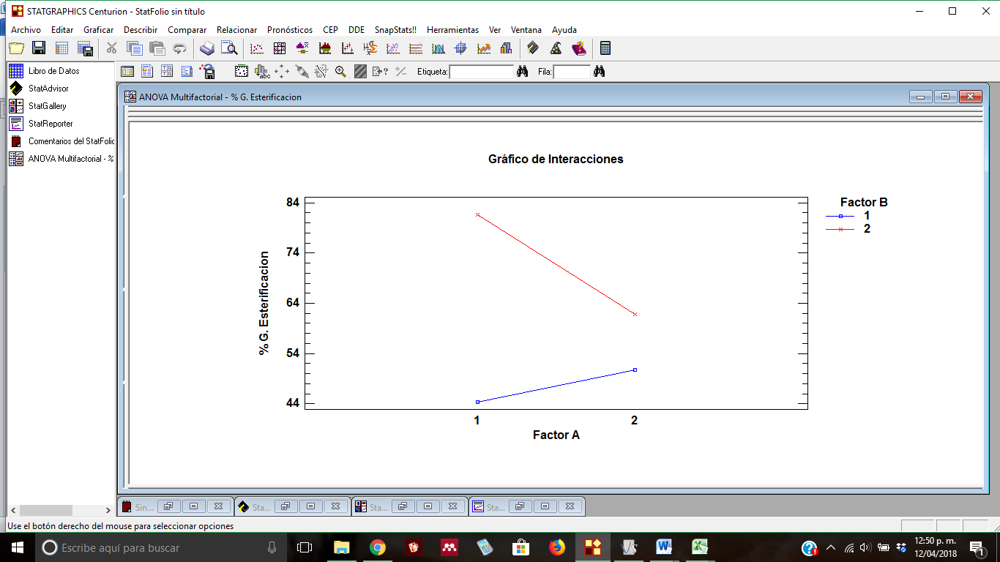 STATGRAPHICS Centurion - StatFolio sin título
Archivo Editar Graficar Describir Comparar Relacionar Pronósticos CEP DDE SnapStats!! Herramientas Ver Ventana Ayuda
Etiqueta: Fila:
Libro de Datos
StatAdvisor
StatGallery
StatReporter
Comentarios del StatFolio
ANOVA Multifactorial - %
ANOVA Multifactorial - % G. Esterificacion
Gráfico de Interacciones
84
74
64
54
44
% G. Esterificacion
1 2
Factor A
Factor B
1
2
Sin... Sta... Sta... Sta...
Use el botón derecho del mouse para seleccionar opciones
Escribe aquí para buscar
12:50 p. m.
12/04/2018
1